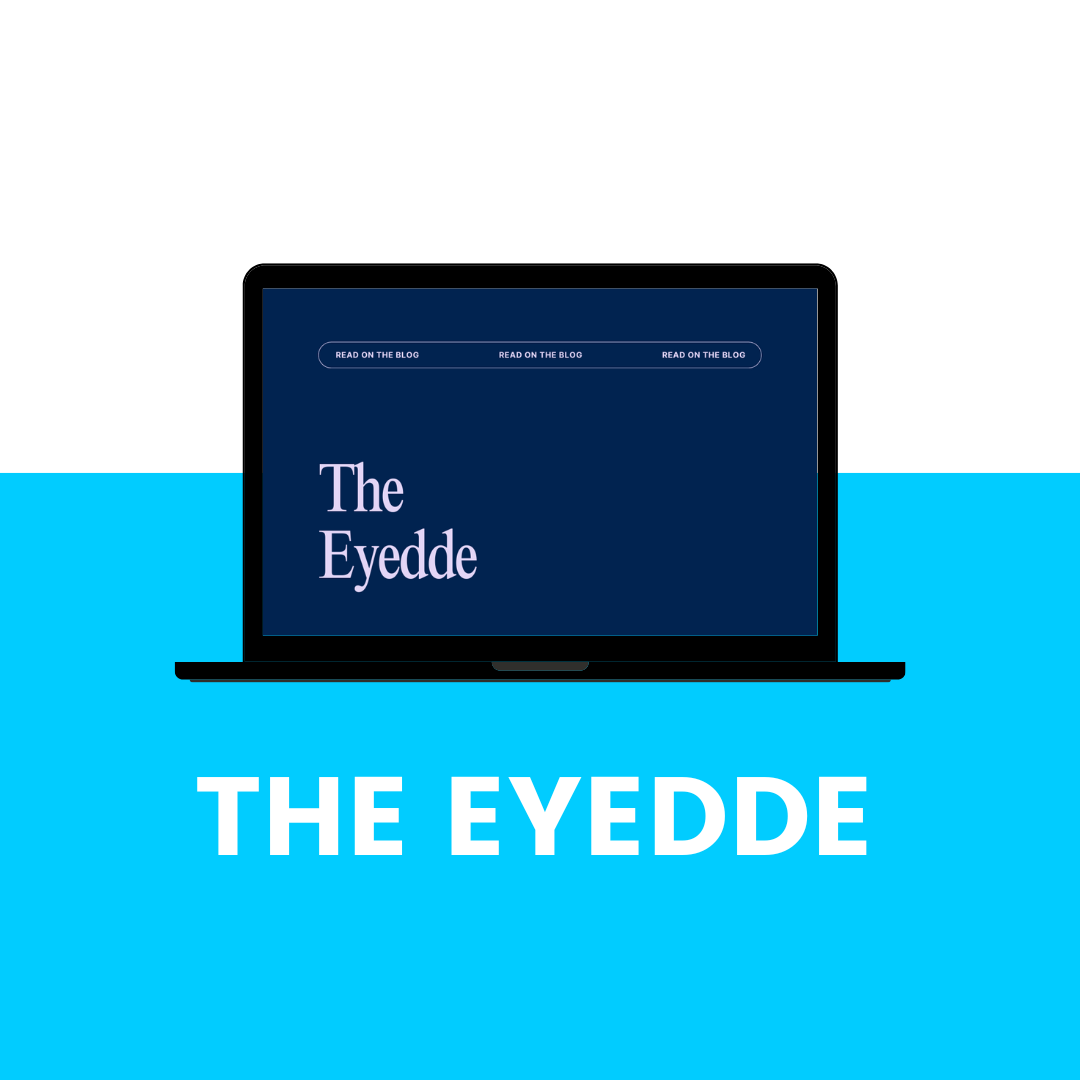 READ ON THE BLOG READ ON THE BLOG READ ON THE BLOG
The
Eyedde
THE EYEDDE